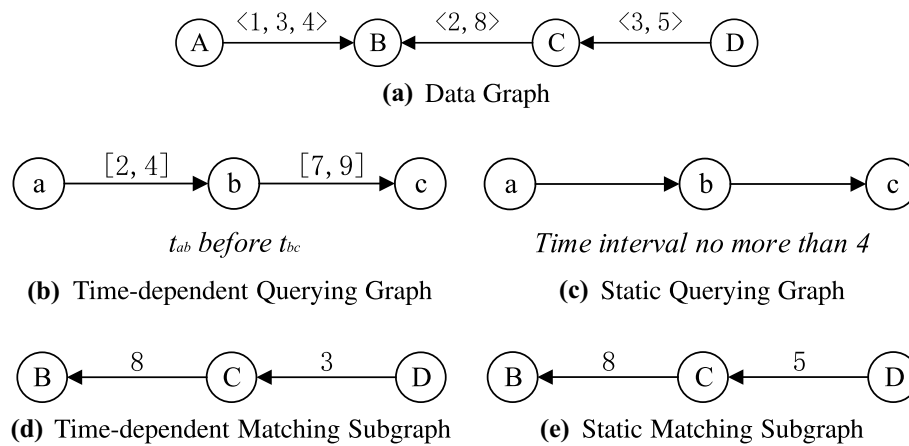 <1,3,4> <2,8> <3,5>
A B C D
(a) Data Graph
[2,4] [7,9]
a b c a b c
t_ab before t_bc Time interval no more than 4
(b) Time-dependent Querying Graph (c) Static Querying Graph
8 3 8 5
B C D B C D
(d) Time-dependent Matching Subgraph (e) Static Matching Subgraph